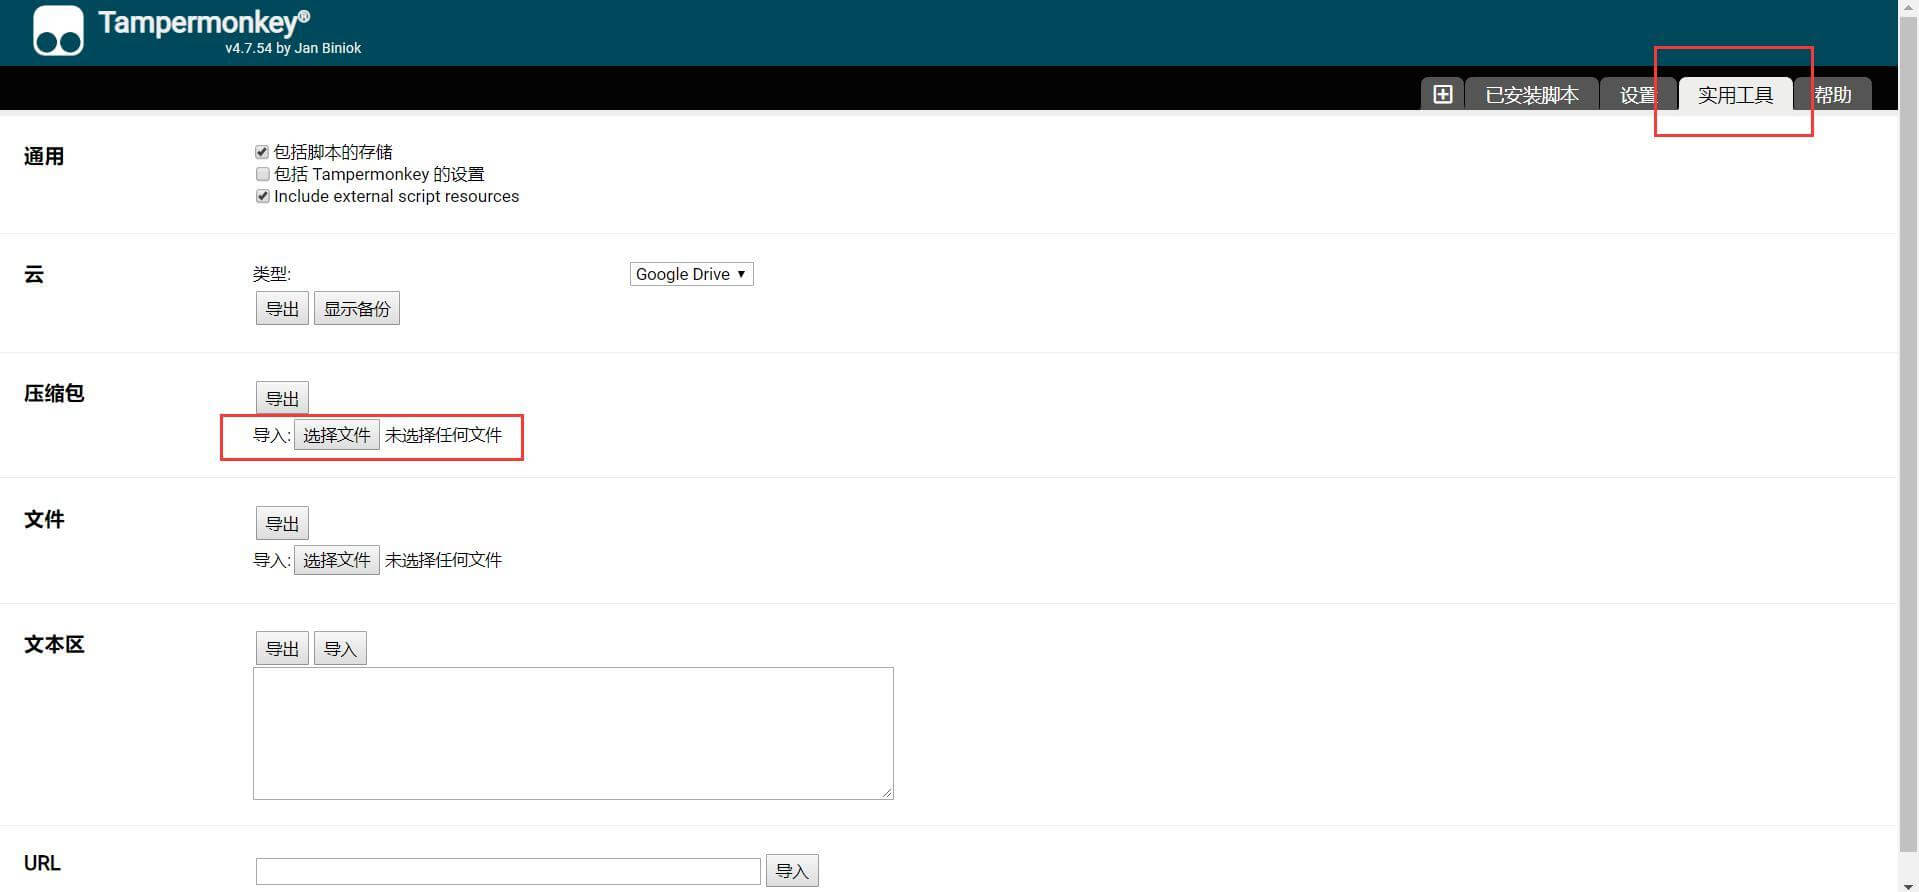 Tampermonkey®
v4.7.54 by Jan Biniok
已安装脚本 设置 实用工具 帮助
通用
包括脚本的存储
包括 Tampermonkey 的设置
Include external script resources
云
类型: Google Drive
导出 显示备份
压缩包
导出
导入: 选择文件 未选择任何文件
文件
导出
导入: 选择文件 未选择任何文件
文本区
导出 导入
URL
导入